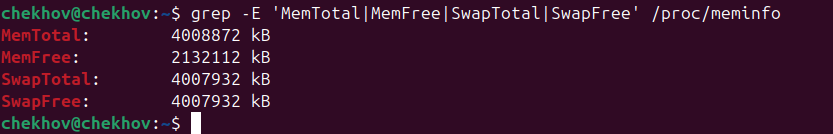 chekhov@chekhov:~$ grep -E 'MemTotal|MemFree|SwapTotal|SwapFree' /proc/meminfo
MemTotal:        4008872 kB
MemFree:         2132112 kB
SwapTotal:       4007932 kB
SwapFree:        4007932 kB
chekhov@chekhov:~$